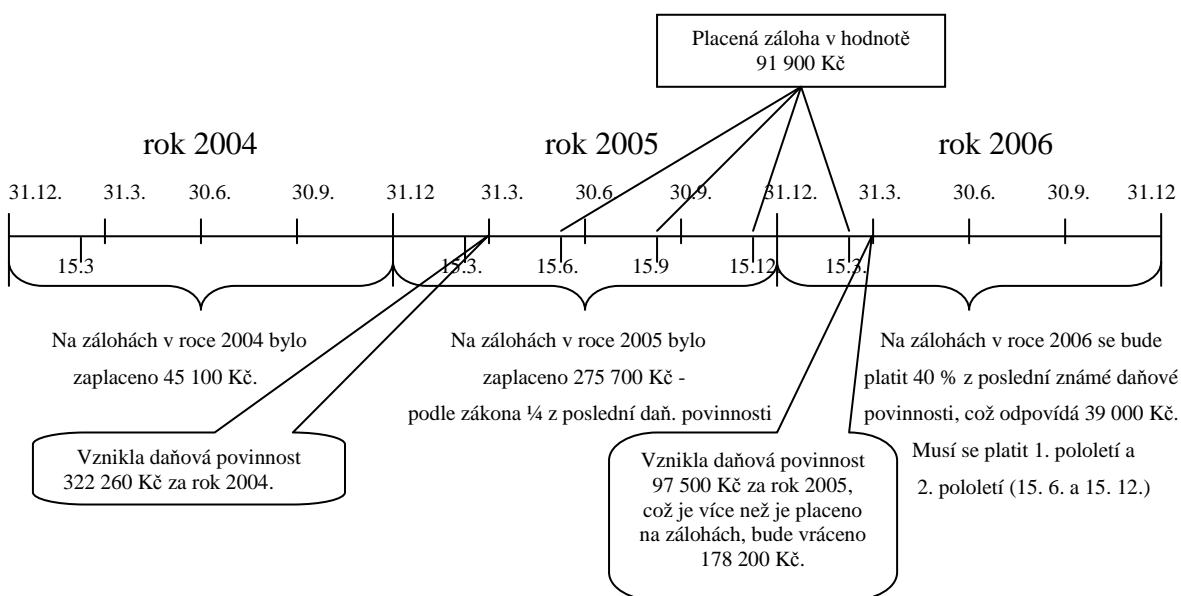 Placená záloha v hodnotě
91 900 Kč
rok 2004
rok 2005
rok 2006
31.12.
31.3.
30.6.
30.9.
31.12
31.3.
30.6.
30.9.
31.12.
31.3.
30.6.
30.9.
31.12
15.3
15.3.
15.6.
15.9
15.12
15.3.
Na zálohách v roce 2004 bylo
zaplaceno 45 100 Kč.
Na zálohách v roce 2005 bylo
zaplaceno 275 700 Kč -
podle zákona ¼ z poslední daň. povinnosti
Na zálohách v roce 2006 se bude
platit 40 % z poslední známé daňové
povinnosti, což odpovídá 39 000 Kč.
Musí se platit 1. pololetí a
2. pololetí (15. 6. a 15. 12.)
Vznikla daňová povinnost
322 260 Kč za rok 2004.
Vznikla daňová povinnost
97 500 Kč za rok 2005,
což je více než je placeno
na zálohách, bude vráceno
178 200 Kč.